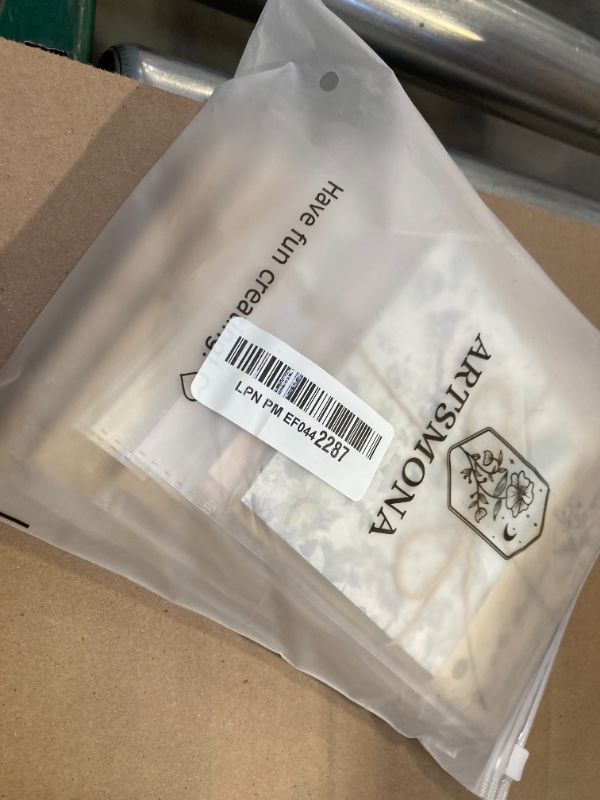 Have fun creating!
LPN PM EF0442287
ARTSMONA